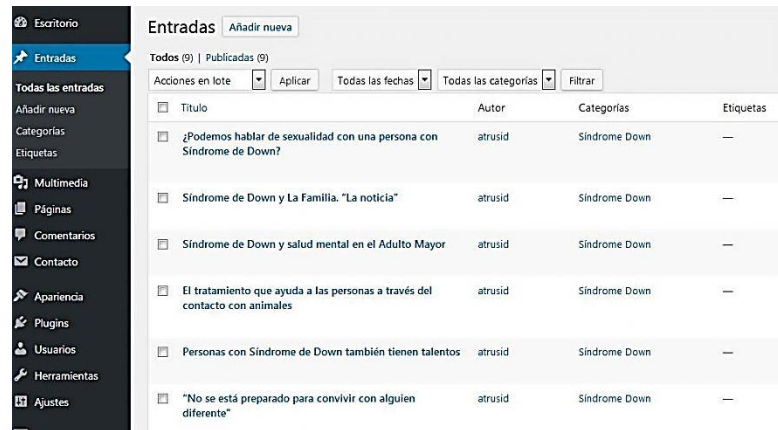 Escritorio
Entradas
Todas las entradas
Añadir nueva
Categorías
Etiquetas
Multimedia
Páginas
Comentarios
Contacto
Apariencia
Plugins
Usuarios
Herramientas
Ajustes
Entradas Añadir nueva
Todos (9) | Publicadas (9)
Acciones en lote Aplicar Todas las fechas Todas las categorías Filtrar
Título Autor Categorías Etiquetas
¿Podemos hablar de sexualidad con una persona con atrusid Síndrome Down —
Síndrome de Down?
Síndrome de Down y La Familia. "La noticia" atrusid Síndrome Down —
Síndrome de Down y salud mental en el Adulto Mayor atrusid Síndrome Down —
El tratamiento que ayuda a las personas a través del atrusid Síndrome Down —
contacto con animales
Personas con Síndrome de Down también tienen talentos atrusid Síndrome Down —
"No se está preparado para convivir con alguien atrusid Síndrome Down —
diferente"